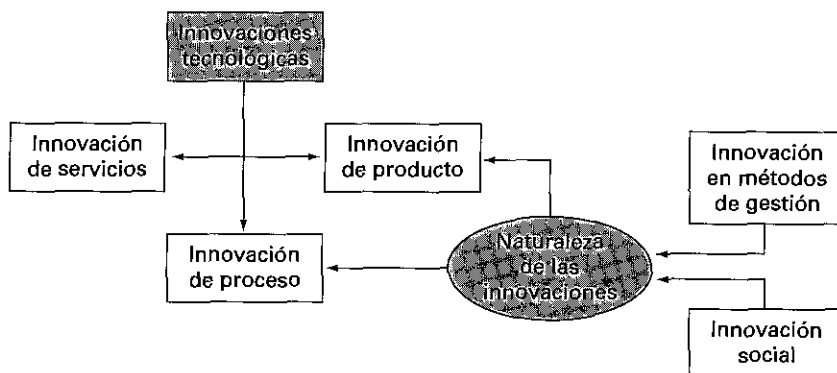 Innovaciones
tecnológicas
Innovación
de servicios
Innovación
de producto
Innovación
en métodos
de gestión
Innovación
de proceso
Naturaleza
de las
innovaciones
Innovación
social